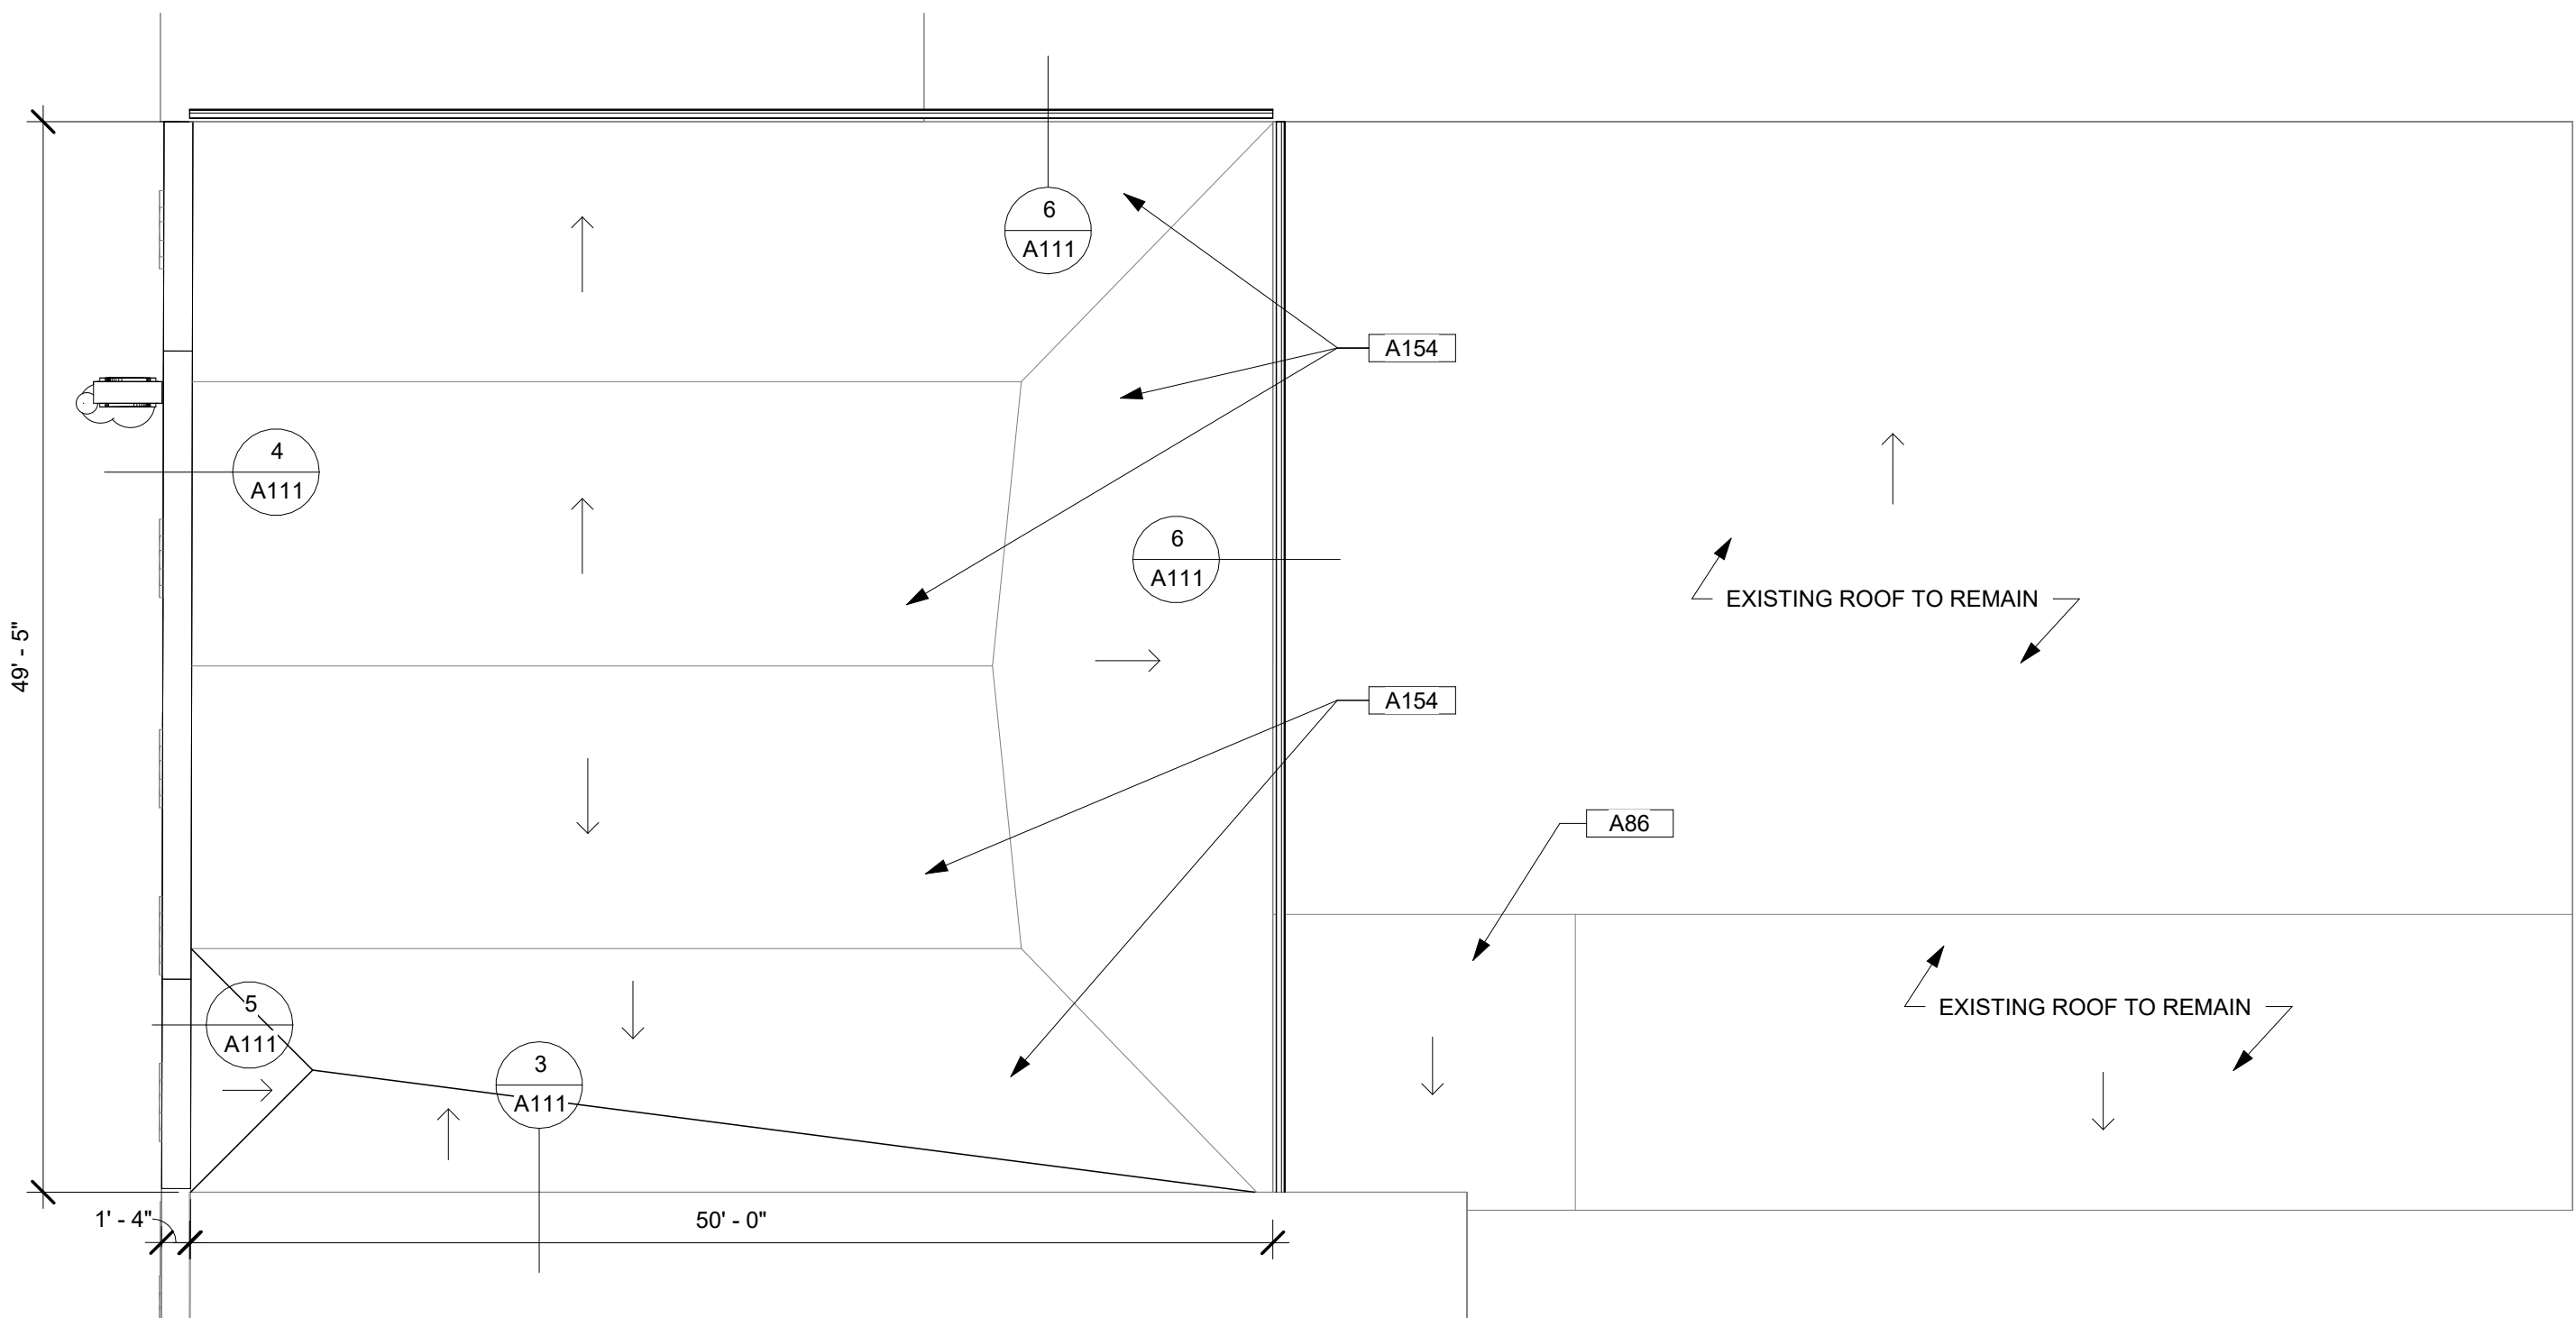 6
A111
A154
4
A111
6
A111
EXISTING ROOF TO REMAIN
49' - 5"
A154
A86
5
A111
EXISTING ROOF TO REMAIN
3
A111
1' - 4"
50' - 0"